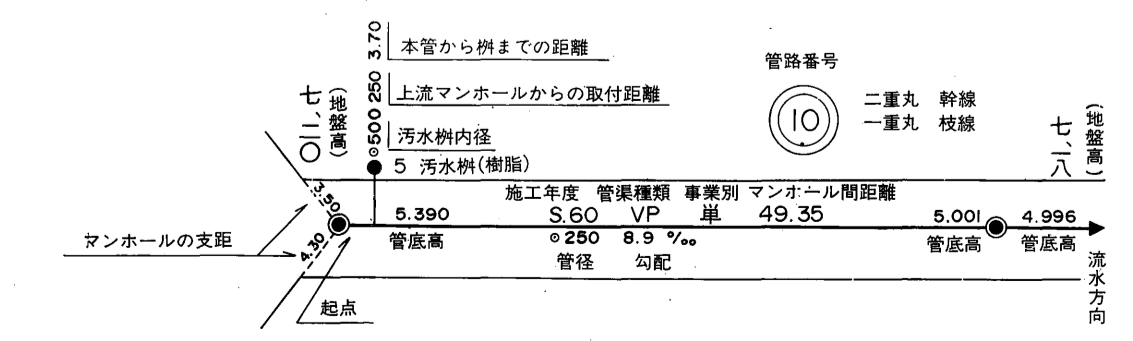 3.70
本管から桝までの距離
250
上流マンホールからの取付距離
⊙500
汚水桝内径
5 汚水桝(樹脂)
(地盤高)
管路番号
10
二重丸 幹線
一重丸 枝線
七、一八
(地盤高)
施工年度 管渠種類 事業別 マンホール間距離
3.50
5.390 S.60 VP 単 49.35 5.001 4.996
管底高 ⊙250 8.9 ‰ 管底高 管底高
管径 勾配
マンホールの支距
4.30
起点
流水方向